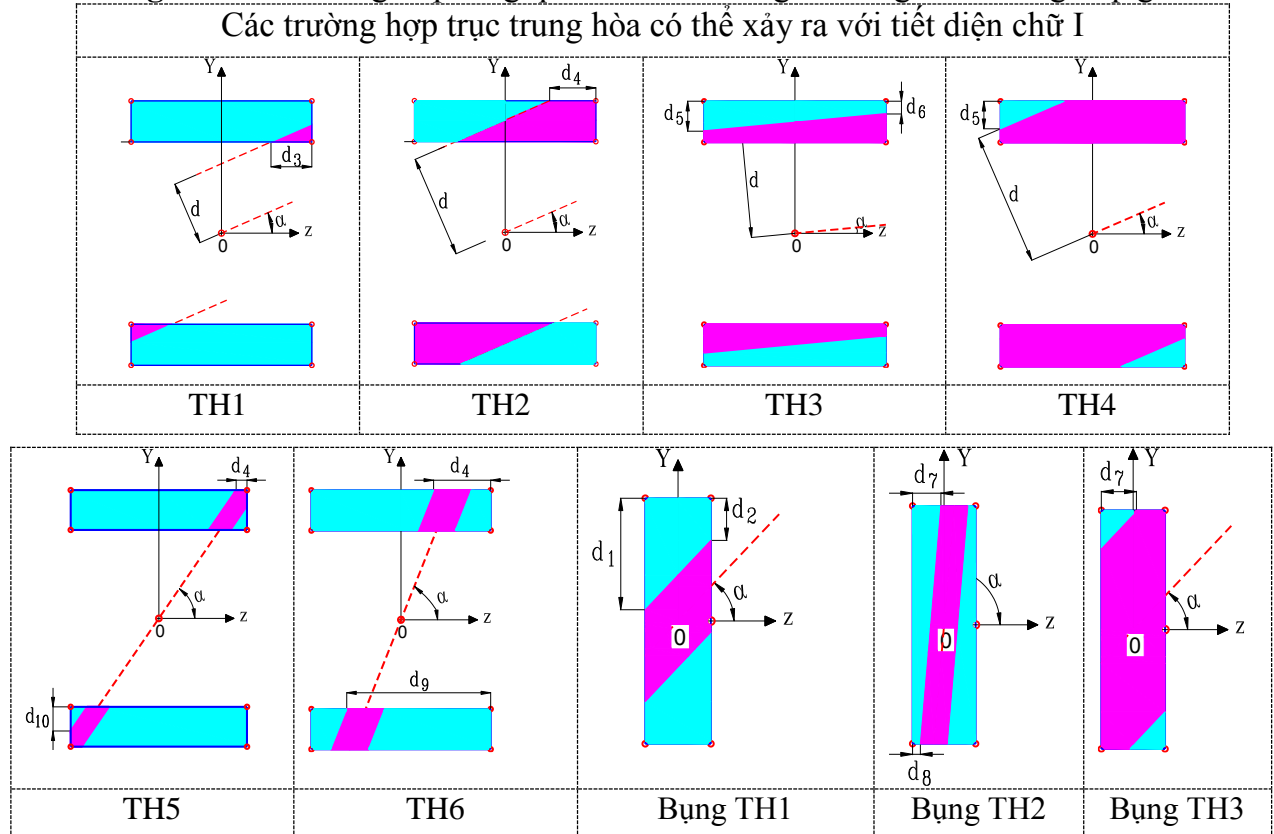 Các trường hợp trục trung hòa có thể xảy ra với tiết diện chữ I
Y
d3
d
α
0
z
Y
d4
d
α
0
z
Y
d5
d6
d
α
0
z
Y
d5
d
α
0
z
TH1
TH2
TH3
TH4
Y
d4
α
0
z
d10
Y
d4
α
0
z
d9
Y
d1
d2
α
z
0
d7
Y
α
z
0
d8
d7
Y
α
z
0
TH5
TH6
Bụng TH1
Bụng TH2
Bụng TH3